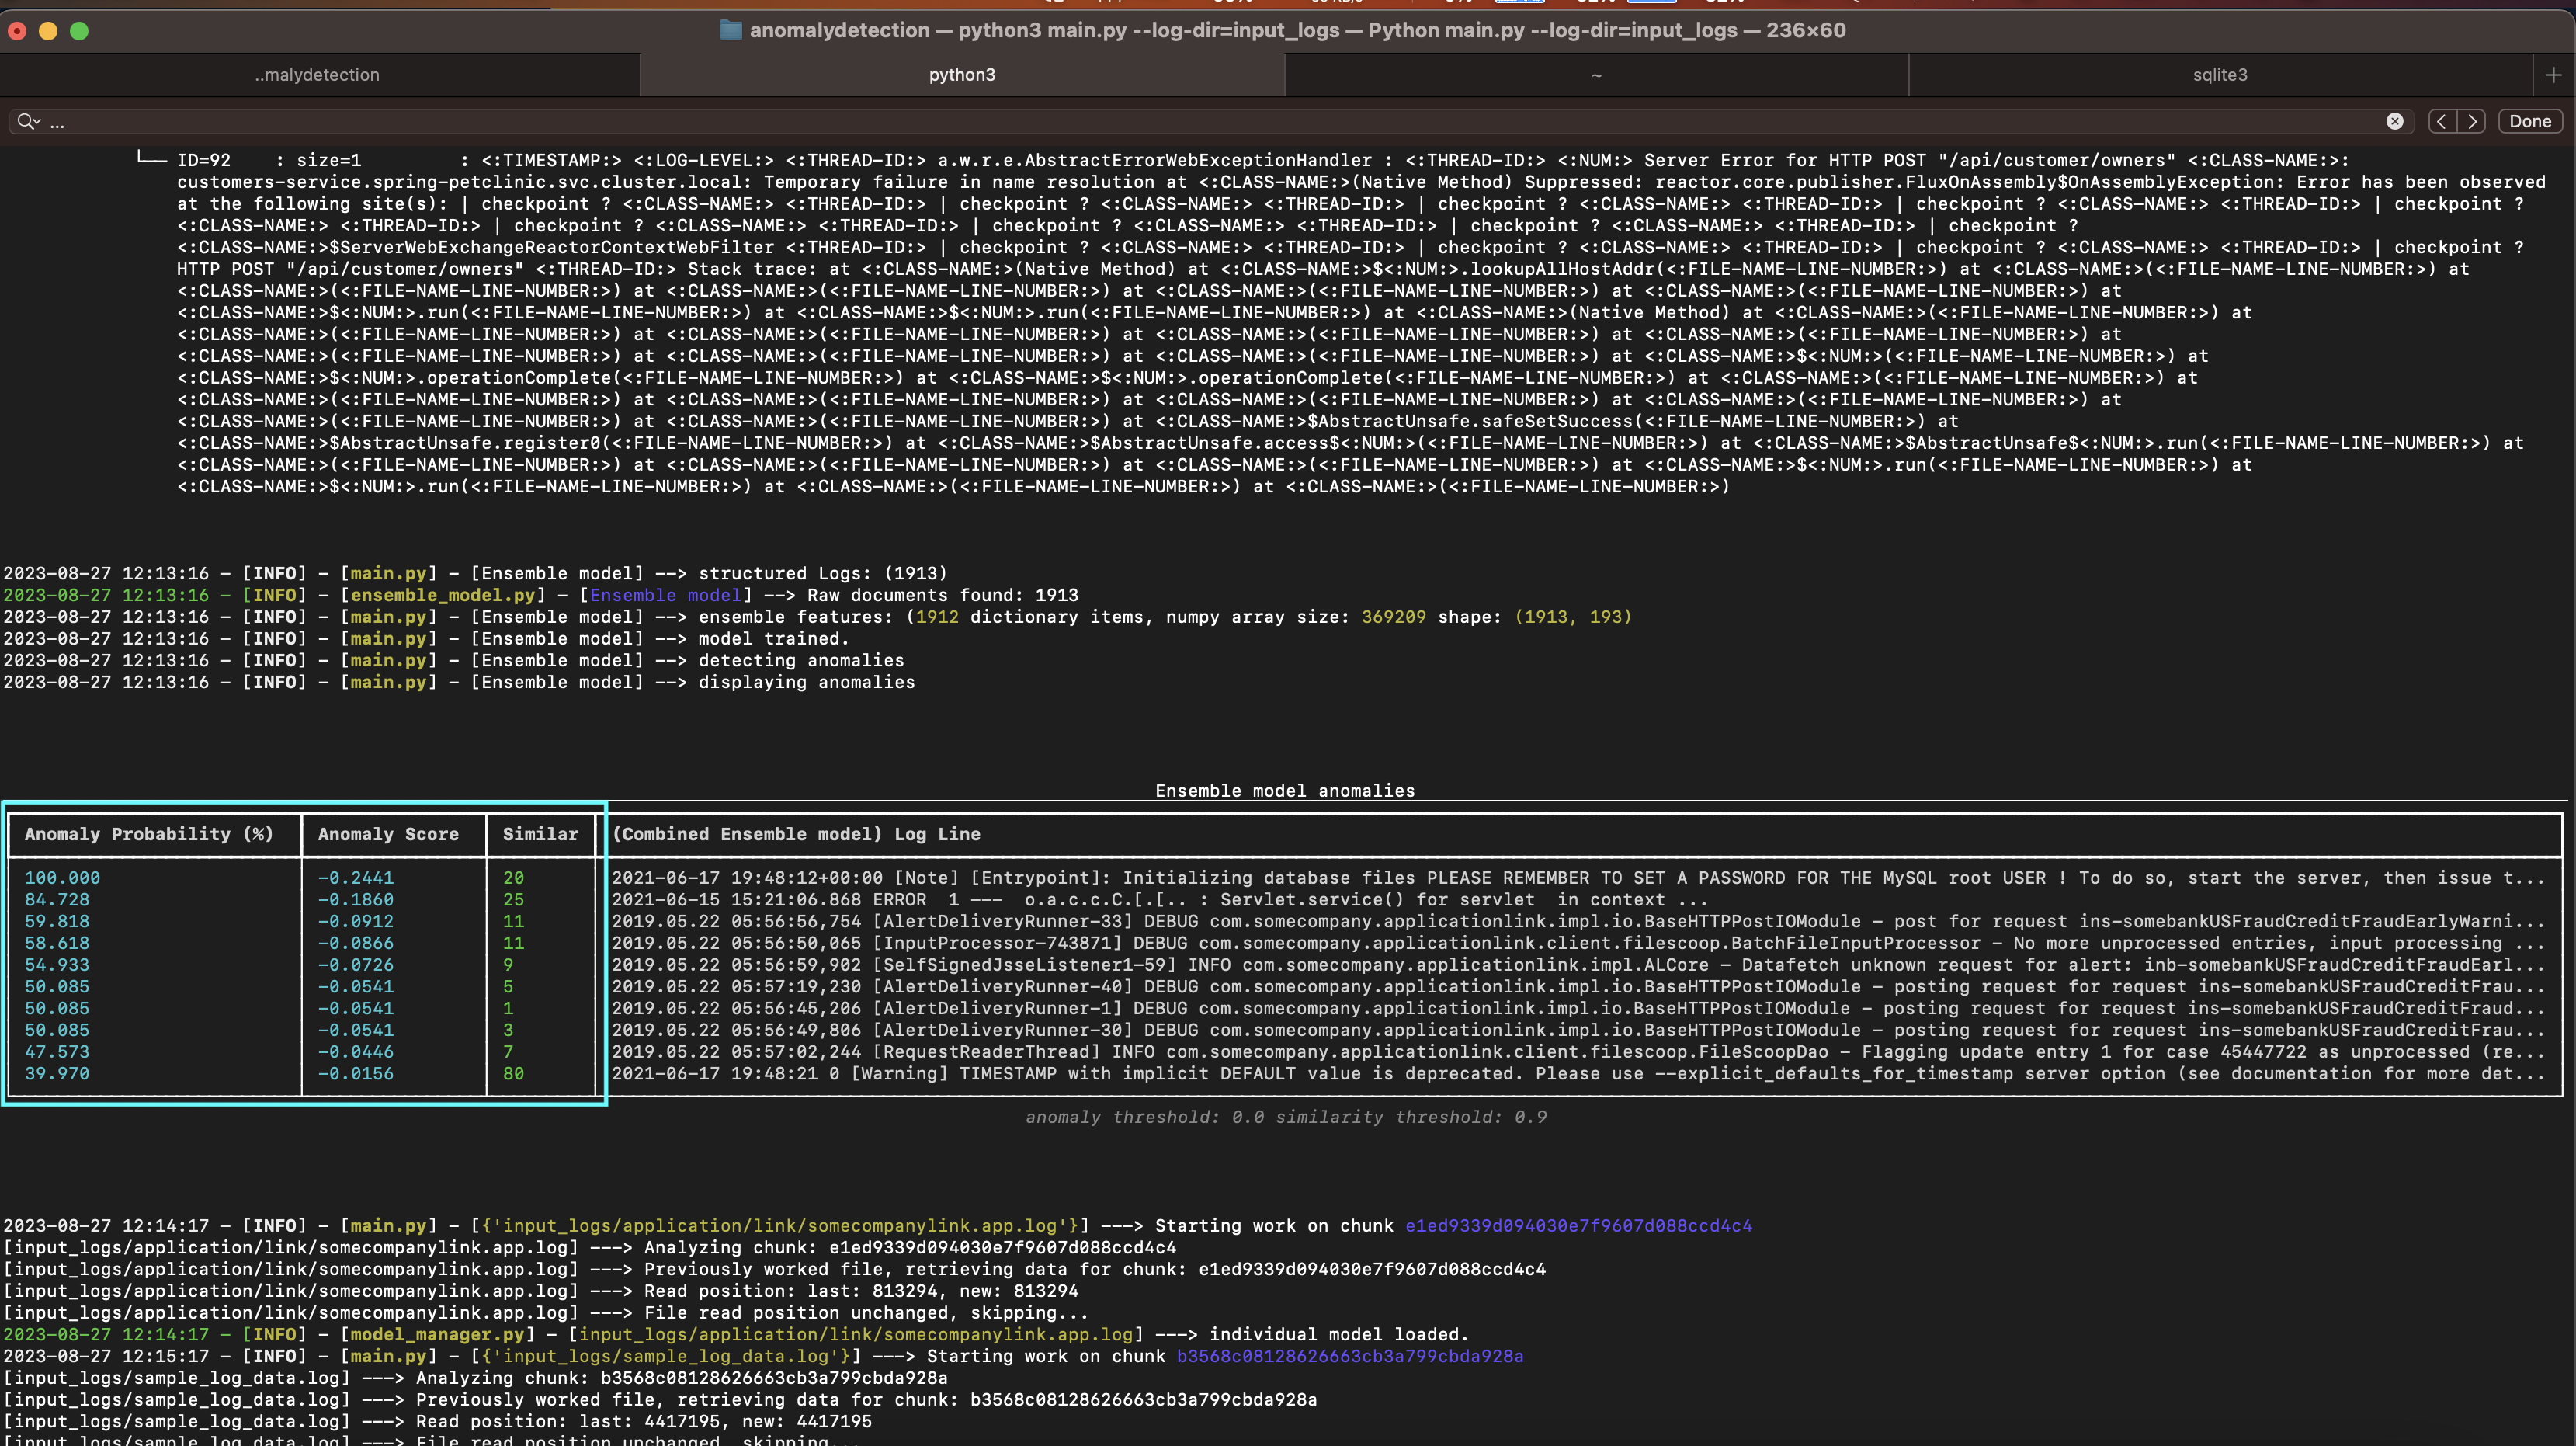 anomalydetection — python3 main.py --log-dir=input_logs — Python main.py --log-dir=input_logs — 236×60
..malydetection python3 ~ sqlite3 +
... Done
└── ID=92 : size=1 : <:TIMESTAMP:> <:LOG-LEVEL:> <:THREAD-ID:> a.w.r.e.AbstractErrorWebExceptionHandler : <:THREAD-ID:> <:NUM:> Server Error for HTTP POST "/api/customer/owners" <:CLASS-NAME:>:
customers-service.spring-petclinic.svc.cluster.local: Temporary failure in name resolution at <:CLASS-NAME:>(Native Method) Suppressed: reactor.core.publisher.FluxOnAssembly$OnAssemblyException: Error has been observed
at the following site(s): | checkpoint ? <:CLASS-NAME:> <:THREAD-ID:> | checkpoint ? <:CLASS-NAME:> <:THREAD-ID:> | checkpoint ? <:CLASS-NAME:> <:THREAD-ID:> | checkpoint ? <:CLASS-NAME:> <:THREAD-ID:> | checkpoint ?
<:CLASS-NAME:> <:THREAD-ID:> | checkpoint ? <:CLASS-NAME:> <:THREAD-ID:> | checkpoint ? <:CLASS-NAME:> <:THREAD-ID:> | checkpoint ? <:CLASS-NAME:> <:THREAD-ID:> | checkpoint ?
<:CLASS-NAME:>$ServerWebExchangeReactorContextWebFilter <:THREAD-ID:> | checkpoint ? <:CLASS-NAME:> <:THREAD-ID:> | checkpoint ? <:CLASS-NAME:> <:THREAD-ID:> | checkpoint ? <:CLASS-NAME:> <:THREAD-ID:> | checkpoint ?
HTTP POST "/api/customer/owners" <:THREAD-ID:> Stack trace: at <:CLASS-NAME:>(Native Method) at <:CLASS-NAME:>$<:NUM:>.lookupAllHostAddr(<:FILE-NAME-LINE-NUMBER:>) at <:CLASS-NAME:>(<:FILE-NAME-LINE-NUMBER:>) at
<:CLASS-NAME:>(<:FILE-NAME-LINE-NUMBER:>) at <:CLASS-NAME:>(<:FILE-NAME-LINE-NUMBER:>) at <:CLASS-NAME:>(<:FILE-NAME-LINE-NUMBER:>) at <:CLASS-NAME:>(<:FILE-NAME-LINE-NUMBER:>) at
<:CLASS-NAME:>$<:NUM:>.run(<:FILE-NAME-LINE-NUMBER:>) at <:CLASS-NAME:>$<:NUM:>.run(<:FILE-NAME-LINE-NUMBER:>) at <:CLASS-NAME:>(Native Method) at <:CLASS-NAME:>(<:FILE-NAME-LINE-NUMBER:>) at
<:CLASS-NAME:>(<:FILE-NAME-LINE-NUMBER:>) at <:CLASS-NAME:>(<:FILE-NAME-LINE-NUMBER:>) at <:CLASS-NAME:>(<:FILE-NAME-LINE-NUMBER:>) at <:CLASS-NAME:>(<:FILE-NAME-LINE-NUMBER:>) at
<:CLASS-NAME:>(<:FILE-NAME-LINE-NUMBER:>) at <:CLASS-NAME:>(<:FILE-NAME-LINE-NUMBER:>) at <:CLASS-NAME:>(<:FILE-NAME-LINE-NUMBER:>) at <:CLASS-NAME:>$<:NUM:>(<:FILE-NAME-LINE-NUMBER:>) at
<:CLASS-NAME:>$<:NUM:>.operationComplete(<:FILE-NAME-LINE-NUMBER:>) at <:CLASS-NAME:>$<:NUM:>.operationComplete(<:FILE-NAME-LINE-NUMBER:>) at <:CLASS-NAME:>(<:FILE-NAME-LINE-NUMBER:>) at
<:CLASS-NAME:>(<:FILE-NAME-LINE-NUMBER:>) at <:CLASS-NAME:>(<:FILE-NAME-LINE-NUMBER:>) at <:CLASS-NAME:>(<:FILE-NAME-LINE-NUMBER:>) at <:CLASS-NAME:>(<:FILE-NAME-LINE-NUMBER:>) at
<:CLASS-NAME:>(<:FILE-NAME-LINE-NUMBER:>) at <:CLASS-NAME:>(<:FILE-NAME-LINE-NUMBER:>) at <:CLASS-NAME:>$AbstractUnsafe.safeSetSuccess(<:FILE-NAME-LINE-NUMBER:>) at
<:CLASS-NAME:>$AbstractUnsafe.register0(<:FILE-NAME-LINE-NUMBER:>) at <:CLASS-NAME:>$AbstractUnsafe.access$<:NUM:>(<:FILE-NAME-LINE-NUMBER:>) at <:CLASS-NAME:>$AbstractUnsafe$<:NUM:>.run(<:FILE-NAME-LINE-NUMBER:>) at
<:CLASS-NAME:>(<:FILE-NAME-LINE-NUMBER:>) at <:CLASS-NAME:>(<:FILE-NAME-LINE-NUMBER:>) at <:CLASS-NAME:>(<:FILE-NAME-LINE-NUMBER:>) at <:CLASS-NAME:>$<:NUM:>.run(<:FILE-NAME-LINE-NUMBER:>) at
<:CLASS-NAME:>$<:NUM:>.run(<:FILE-NAME-LINE-NUMBER:>) at <:CLASS-NAME:>(<:FILE-NAME-LINE-NUMBER:>) at <:CLASS-NAME:>(<:FILE-NAME-LINE-NUMBER:>)
2023-08-27 12:13:16 - [INFO] - [main.py] - [Ensemble model] --> structured Logs: (1913)
2023-08-27 12:13:16 - [INFO] - [ensemble_model.py] - [Ensemble model] --> Raw documents found: 1913
2023-08-27 12:13:16 - [INFO] - [main.py] - [Ensemble model] --> ensemble features: (1912 dictionary items, numpy array size: 369209 shape: (1913, 193)
2023-08-27 12:13:16 - [INFO] - [main.py] - [Ensemble model] --> model trained.
2023-08-27 12:13:16 - [INFO] - [main.py] - [Ensemble model] --> detecting anomalies
2023-08-27 12:13:16 - [INFO] - [main.py] - [Ensemble model] --> displaying anomalies
Ensemble model anomalies
Anomaly Probability (%) Anomaly Score Similar (Combined Ensemble model) Log Line
100.000 -0.2441 20 2021-06-17 19:48:12+00:00 [Note] [Entrypoint]: Initializing database files PLEASE REMEMBER TO SET A PASSWORD FOR THE MySQL root USER ! To do so, start the server, then issue t...
84.728 -0.1860 25 2021-06-15 15:21:06.868 ERROR 1 --- o.a.c.c.C.[.[.. : Servlet.service() for servlet in context ...
59.818 -0.0912 11 2019.05.22 05:56:56,754 [AlertDeliveryRunner-33] DEBUG com.somecompany.applicationlink.impl.io.BaseHTTPPostIOModule - post for request ins-somebankUSFraudCreditFraudEarlyWarni...
58.618 -0.0866 11 2019.05.22 05:56:50,065 [InputProcessor-743871] DEBUG com.somecompany.applicationlink.client.filescoop.BatchFileInputProcessor - No more unprocessed entries, input processing ...
54.933 -0.0726 9 2019.05.22 05:56:59,902 [SelfSignedJsseListener1-59] INFO com.somecompany.applicationlink.impl.ALCore - Datafetch unknown request for alert: inb-somebankUSFraudCreditFraudEarl...
50.085 -0.0541 5 2019.05.22 05:57:19,230 [AlertDeliveryRunner-40] DEBUG com.somecompany.applicationlink.impl.io.BaseHTTPPostIOModule - posting request for request ins-somebankUSFraudCreditFrau...
50.085 -0.0541 1 2019.05.22 05:56:45,206 [AlertDeliveryRunner-1] DEBUG com.somecompany.applicationlink.impl.io.BaseHTTPPostIOModule - posting request for request ins-somebankUSFraudCreditFraud...
50.085 -0.0541 3 2019.05.22 05:56:49,806 [AlertDeliveryRunner-30] DEBUG com.somecompany.applicationlink.impl.io.BaseHTTPPostIOModule - posting request for request ins-somebankUSFraudCreditFrau...
47.573 -0.0446 7 2019.05.22 05:57:02,244 [RequestReaderThread] INFO com.somecompany.applicationlink.client.filescoop.FileScoopDao - Flagging update entry 1 for case 45447722 as unprocessed (re...
39.970 -0.0156 80 2021-06-17 19:48:21 0 [Warning] TIMESTAMP with implicit DEFAULT value is deprecated. Please use --explicit_defaults_for_timestamp server option (see documentation for more det...
anomaly threshold: 0.0 similarity threshold: 0.9
2023-08-27 12:14:17 - [INFO] - [main.py] - [{'input_logs/application/link/somecompanylink.app.log'}] ---> Starting work on chunk e1ed9339d094030e7f9607d088ccd4c4
[input_logs/application/link/somecompanylink.app.log] ---> Analyzing chunk: e1ed9339d094030e7f9607d088ccd4c4
[input_logs/application/link/somecompanylink.app.log] ---> Previously worked file, retrieving data for chunk: e1ed9339d094030e7f9607d088ccd4c4
[input_logs/application/link/somecompanylink.app.log] ---> Read position: last: 813294, new: 813294
[input_logs/application/link/somecompanylink.app.log] ---> File read position unchanged, skipping...
2023-08-27 12:14:17 - [INFO] - [model_manager.py] - [input_logs/application/link/somecompanylink.app.log] ---> individual model loaded.
2023-08-27 12:15:17 - [INFO] - [main.py] - [{'input_logs/sample_log_data.log'}] ---> Starting work on chunk b3568c08128626663cb3a799cbda928a
[input_logs/sample_log_data.log] ---> Analyzing chunk: b3568c08128626663cb3a799cbda928a
[input_logs/sample_log_data.log] ---> Previously worked file, retrieving data for chunk: b3568c08128626663cb3a799cbda928a
[input_logs/sample_log_data.log] ---> Read position: last: 4417195, new: 4417195
[input_logs/sample_log_data.log] ---> File read position unchanged, skipping...